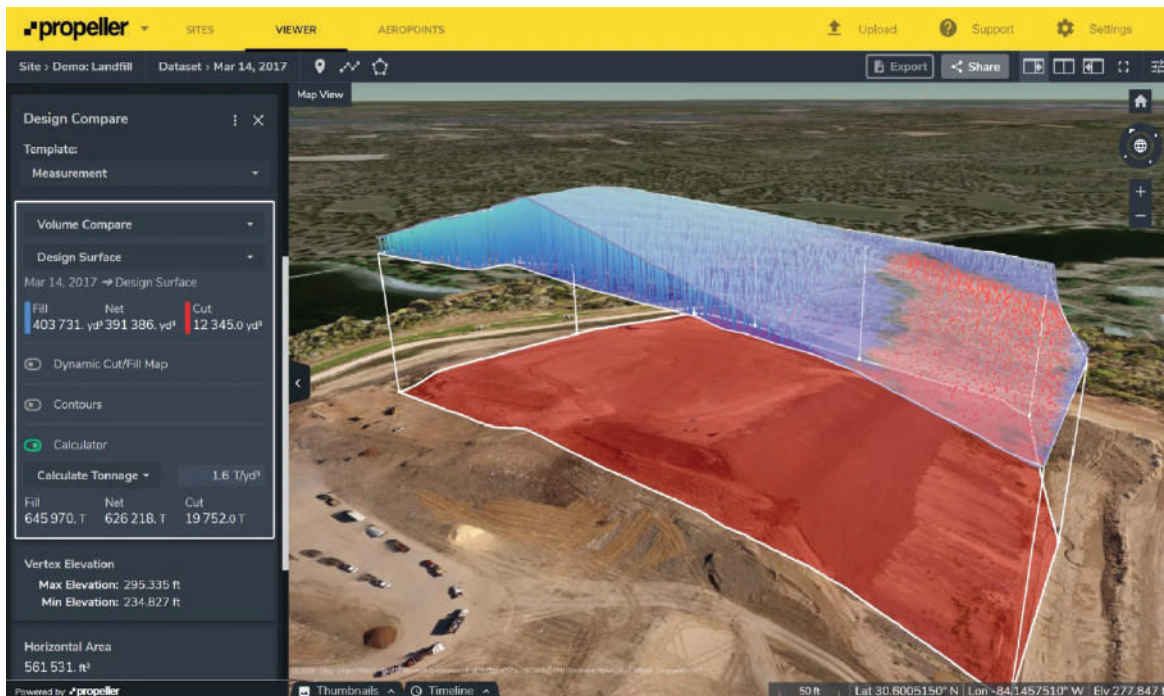 propeller SITES VIEWER AEROPOINTS Upload Support Settings
Site › Demo: Landfill Dataset › Mar 14, 2017 Export Share
Map View
Design Compare
Template:
Measurement
Volume Compare
Design Surface
Mar 14, 2017 → Design Surface
Fill Net Cut
403 731. yd³ 391 386. yd³ 12 345.0 yd³
Dynamic Cut/Fill Map
Contours
Calculator
Calculate Tonnage 1.6 T/yd³
Fill Net Cut
645 970. T 626 218. T 19 752.0 T
Vertex Elevation
Max Elevation: 295.335 ft
Min Elevation: 234.827 ft
Horizontal Area
561 531. ft²
Powered by propeller Thumbnails Timeline 50 ft Lat 30.6005150° N Lon -84.1457510° W Elv 277.847